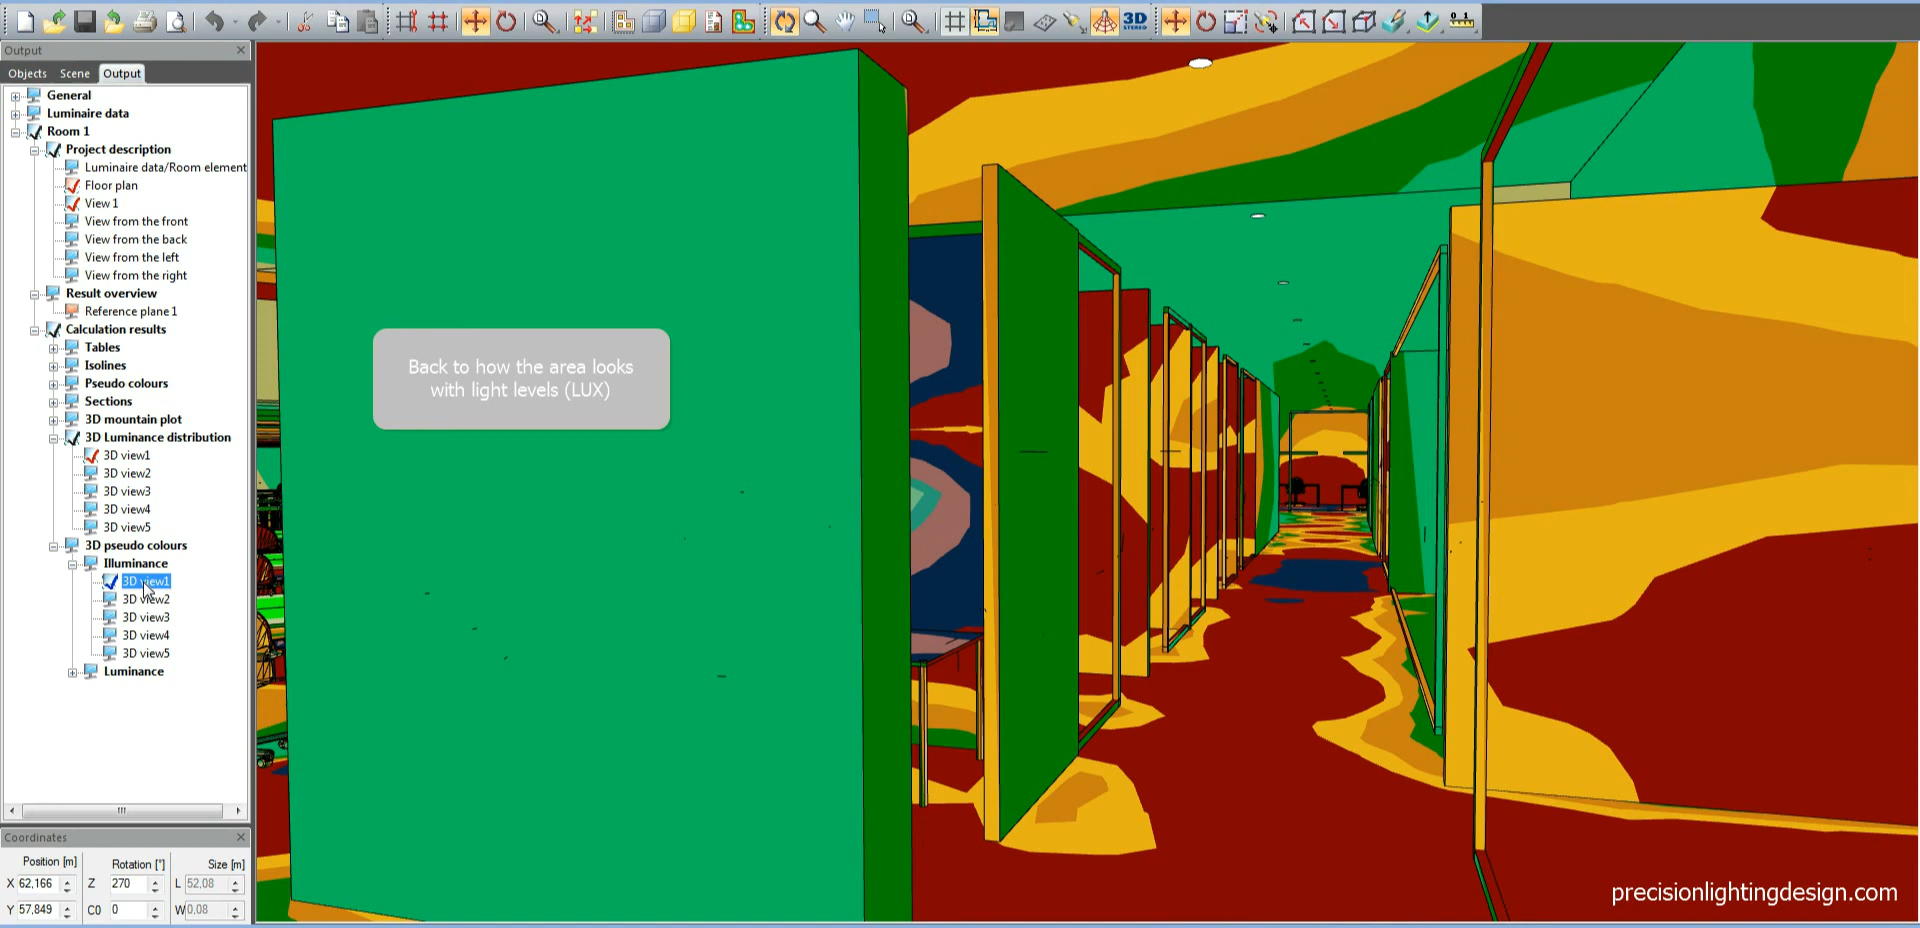 3D
STEREO
0 1
Output
Objects Scene Output
General
Luminaire data
Room 1
Project description
Luminaire data/Room element
Floor plan
View 1
View from the front
View from the back
View from the left
View from the right
Result overview
Reference plane 1
Calculation results
Tables
Isolines
Pseudo colours
Sections
3D mountain plot
3D Luminance distribution
3D view1
3D view2
3D view3
3D view4
3D view5
3D pseudo colours
Illuminance
3D view1
3D view2
3D view3
3D view4
3D view5
Luminance
Coordinates
Position [m] Rotation [°] Size [m]
X 62,166 Z 270 L 52,08
Y 57,849 C0 0 W 0,08
Back to how the area looks
with light levels (LUX)
precisionlightingdesign.com